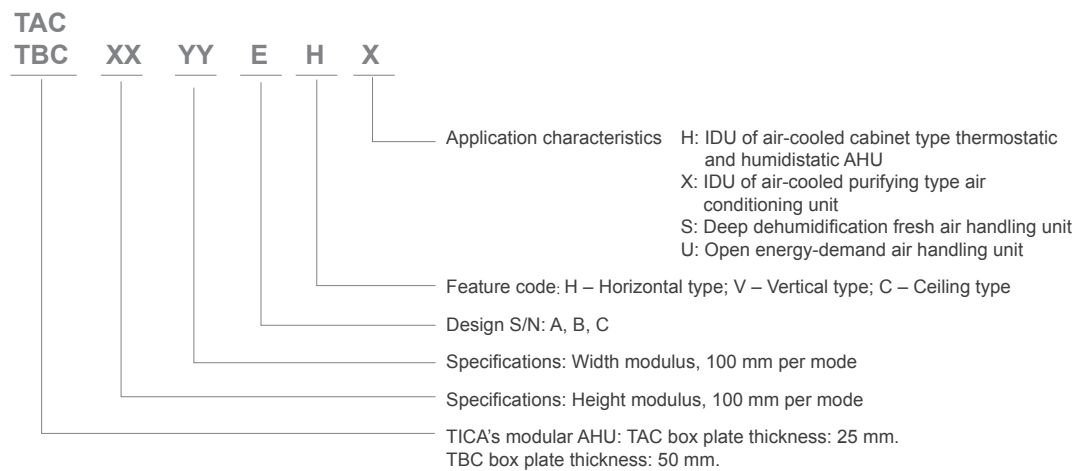 TAC
TBC XX YY E H X
Application characteristics H: IDU of air-cooled cabinet type thermostatic
and humidistatic AHU
X: IDU of air-cooled purifying type air
conditioning unit
S: Deep dehumidification fresh air handling unit
U: Open energy-demand air handling unit
Feature code: H – Horizontal type; V – Vertical type; C – Ceiling type
Design S/N: A, B, C
Specifications: Width modulus, 100 mm per mode
Specifications: Height modulus, 100 mm per mode
TICA's modular AHU: TAC box plate thickness: 25 mm.
TBC box plate thickness: 50 mm.